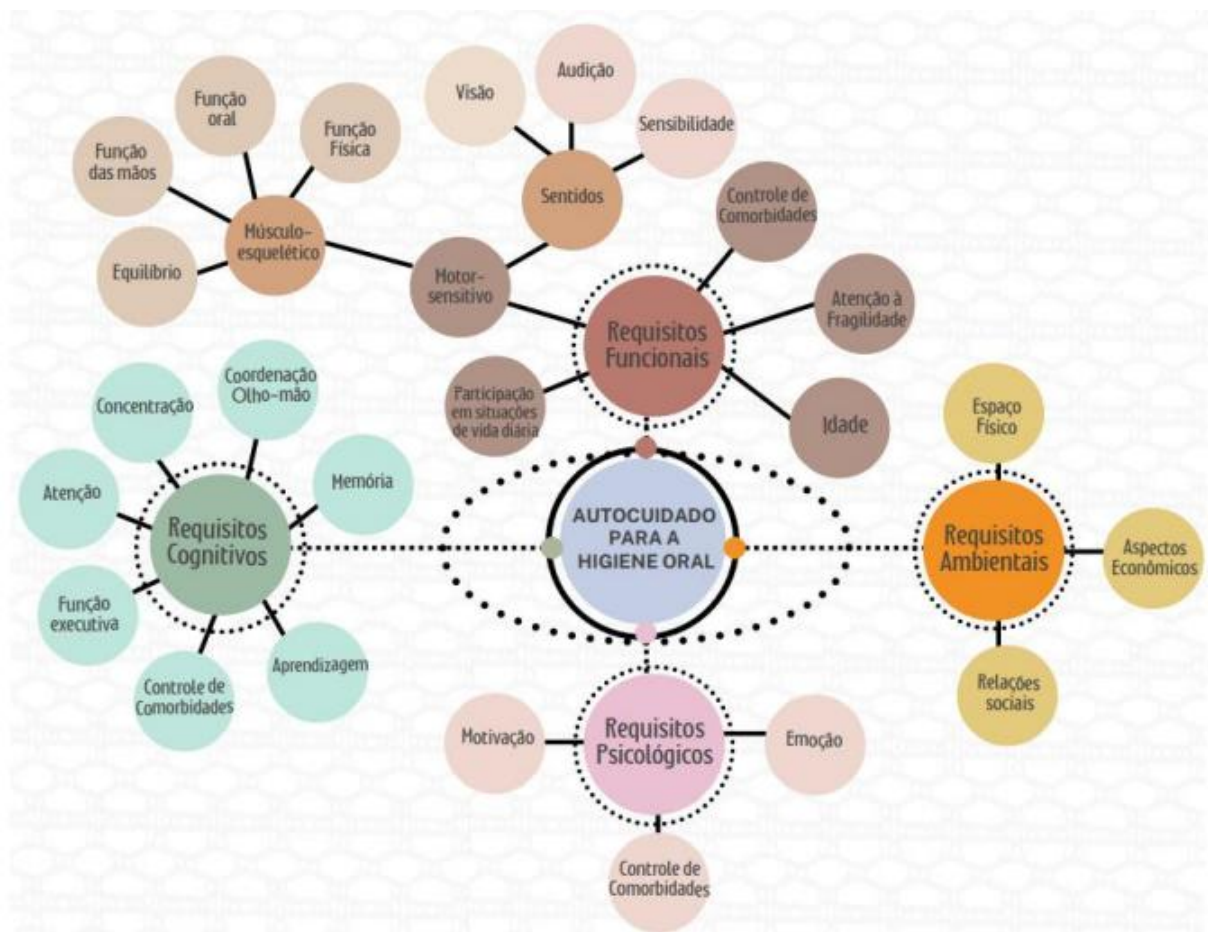 Visão
Audição
Sensibilidade
Sentidos
Função
oral
Função
Física
Função
das mãos
Equilíbrio
Músculo-
esquelético
Motor-
sensitivo
Controle de
Comorbidades
Atenção à
Fragilidade
Idade
Participação
em situações
de vida diária
Requisitos
Funcionais
Coordenação
Olho-mão
Concentração
Memória
Atenção
Requisitos
Cognitivos
Função
executiva
Controle de
Comorbidades
Aprendizagem
AUTOCUIDADO
PARA A
HIGIENE ORAL
Espaço
Físico
Requisitos
Ambientais
Aspectos
Econômicos
Relações
sociais
Motivação
Requisitos
Psicológicos
Emoção
Controle de
Comorbidades